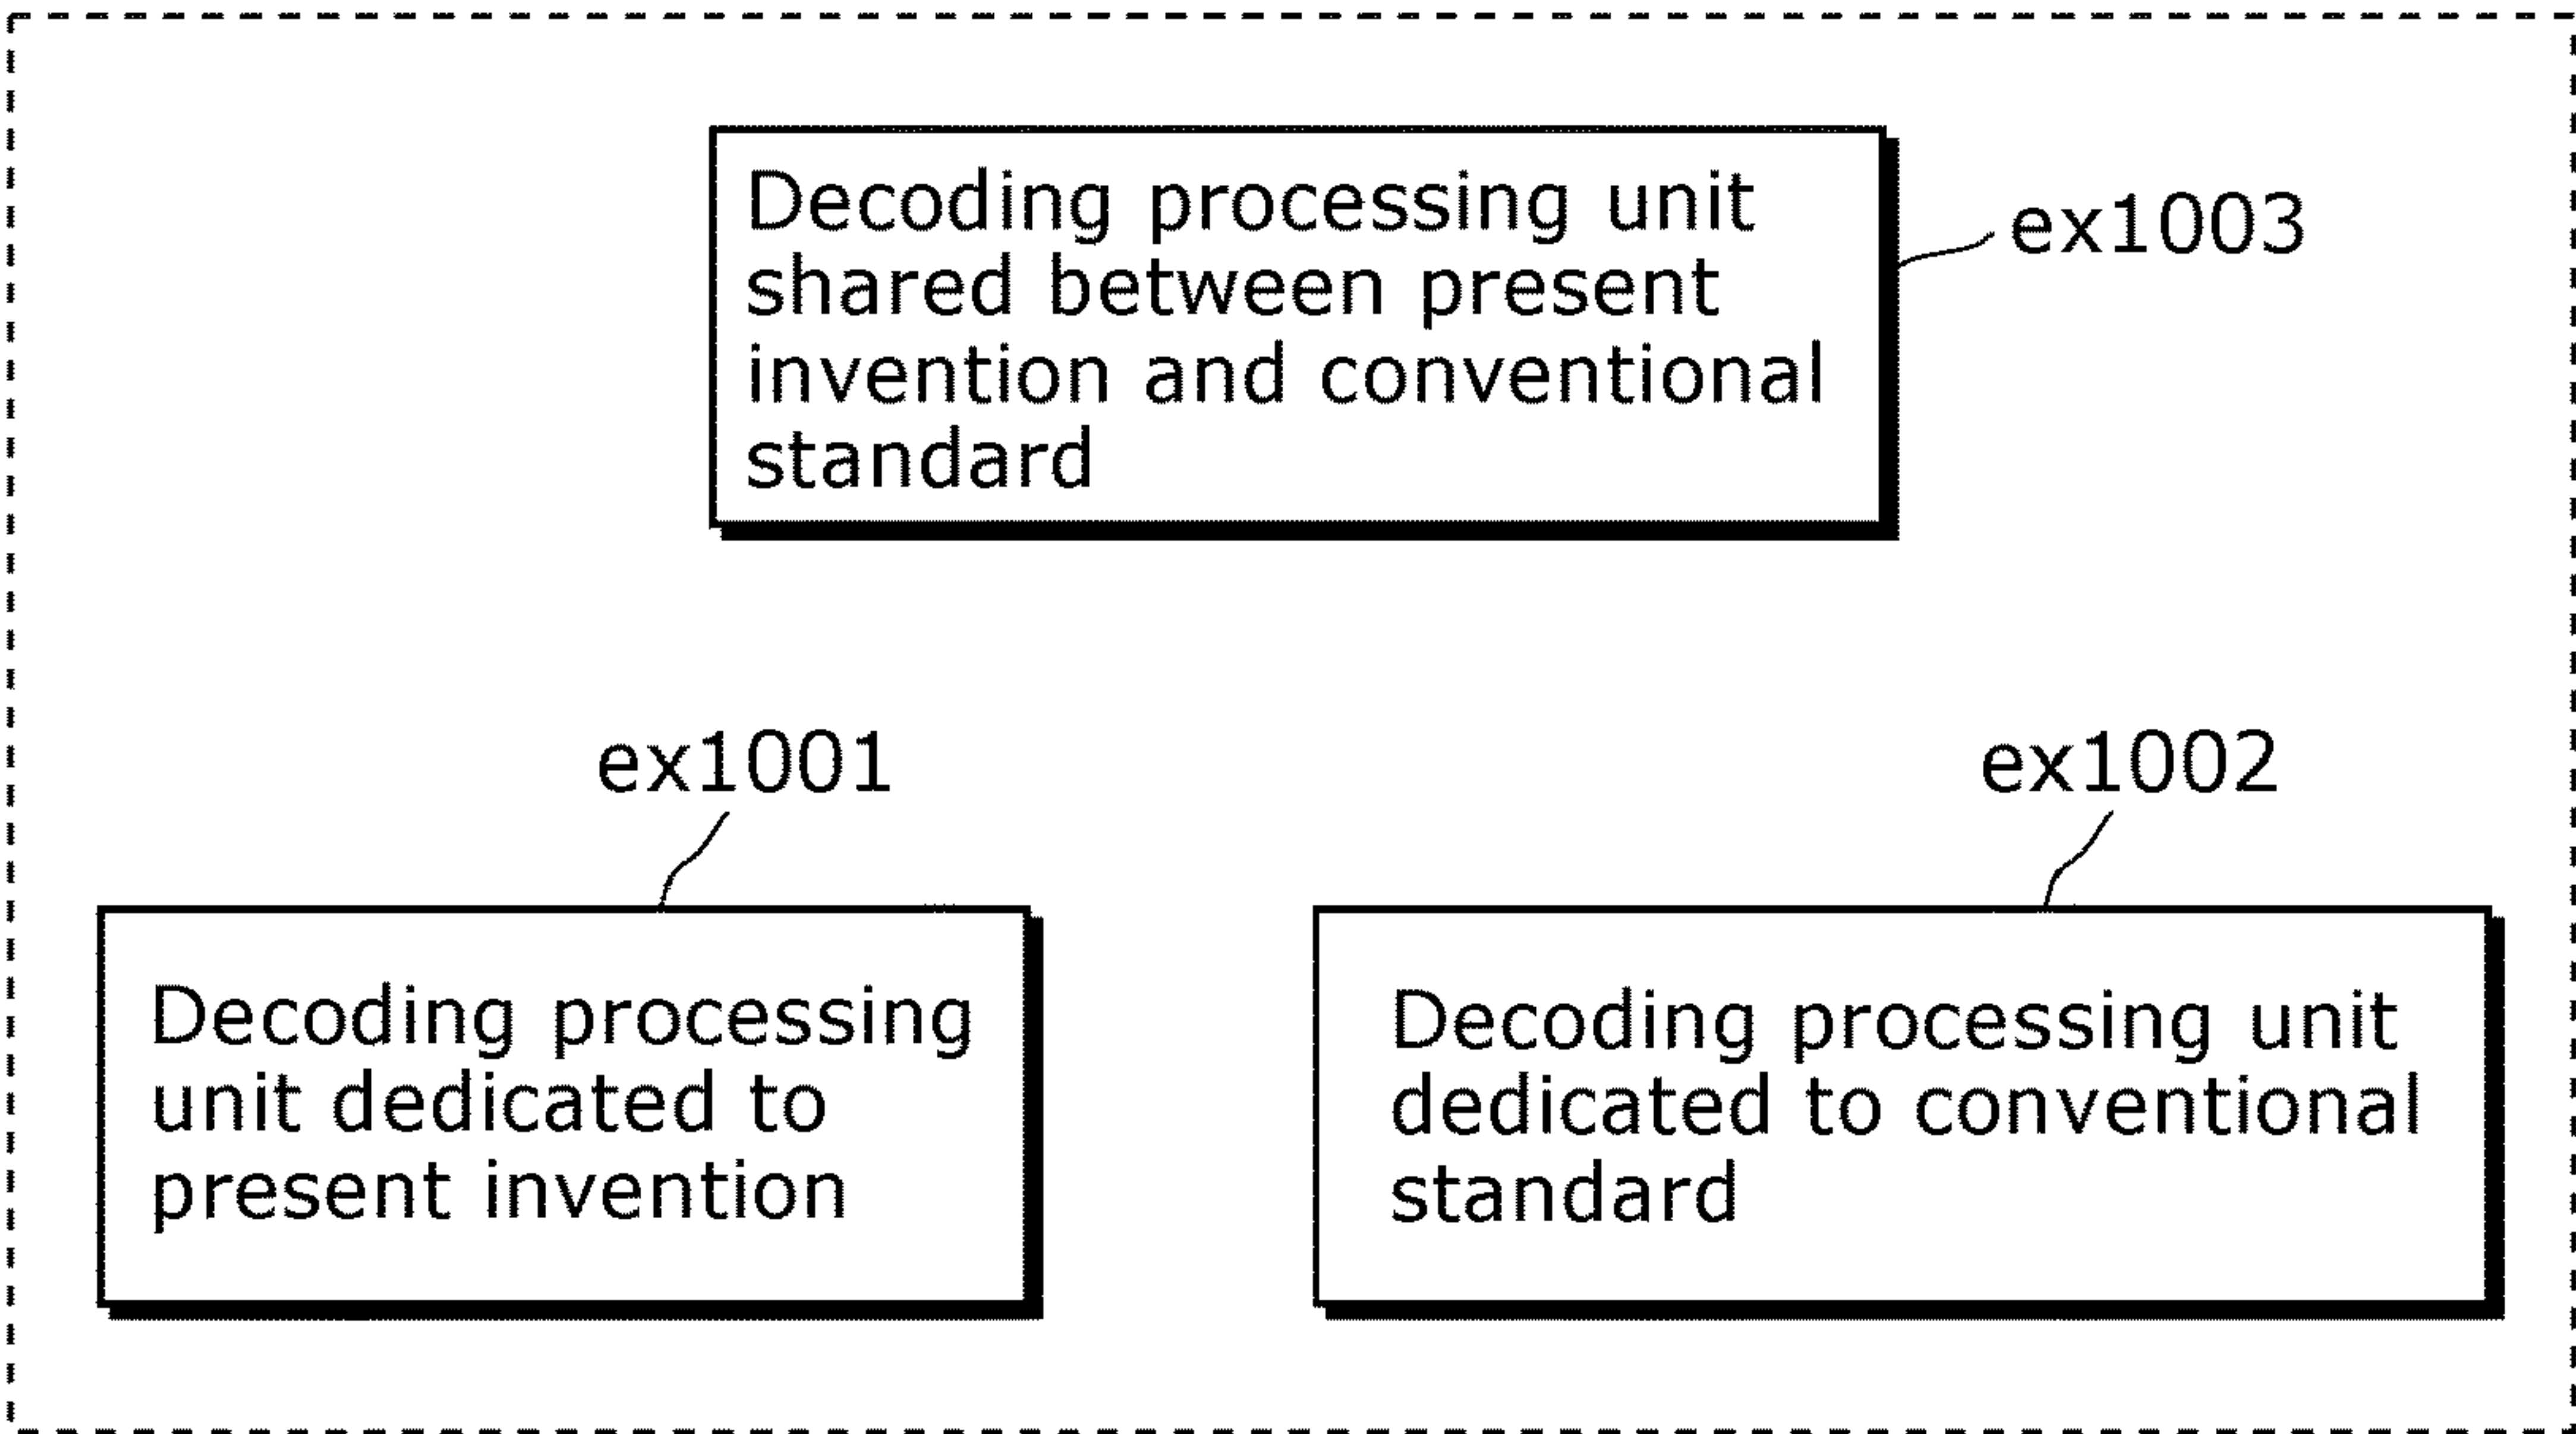 Decoding processing unit
shared between present
invention and conventional
standard
ex1003
ex1001
ex1002
Decoding processing
unit dedicated to
present invention
Decoding processing unit
dedicated to conventional
standard